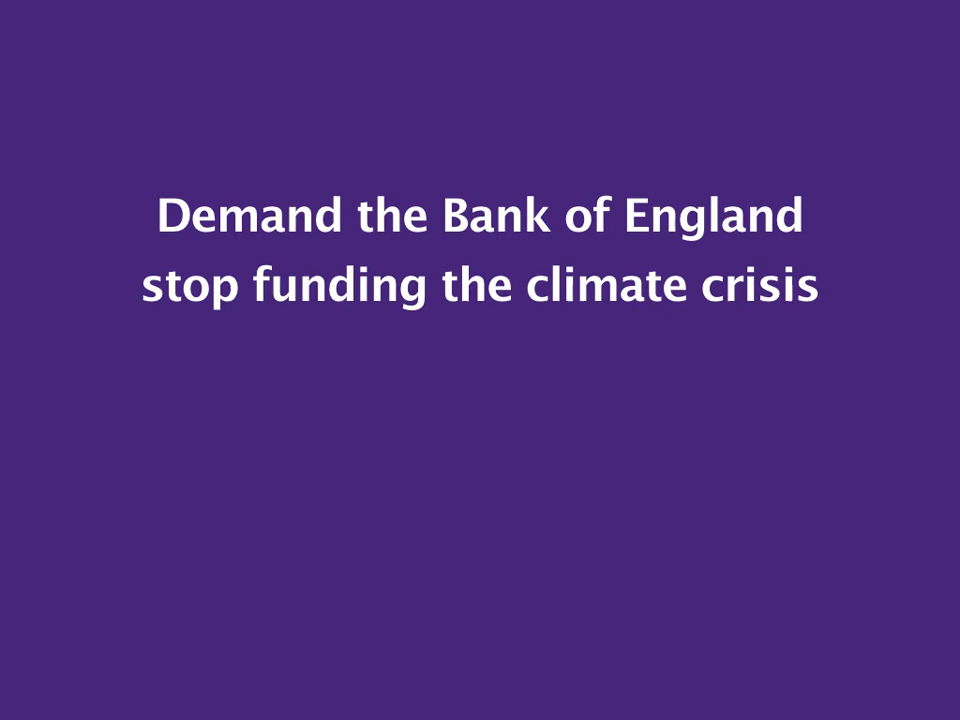 Demand the Bank of England
stop funding the climate crisis